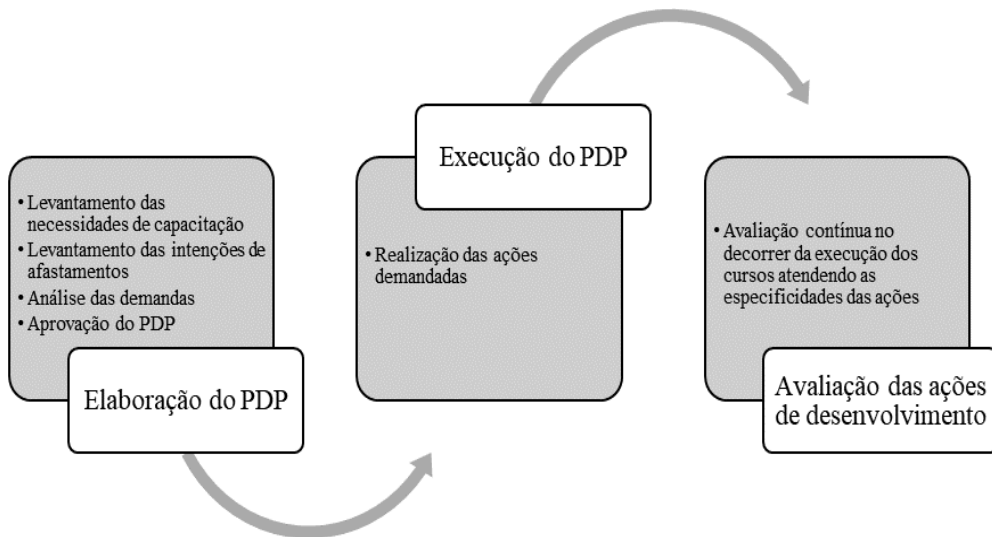 • Levantamento das
necessidades de capacitação
• Levantamento das intenções de
afastamentos
• Análise das demandas
• Aprovação do PDP
Elaboração do PDP
Execução do PDP
• Realização das ações
demandadas
• Avaliação contínua no
decorrer da execução dos
cursos atendendo as
especificidades das ações
Avaliação das ações
de desenvolvimento